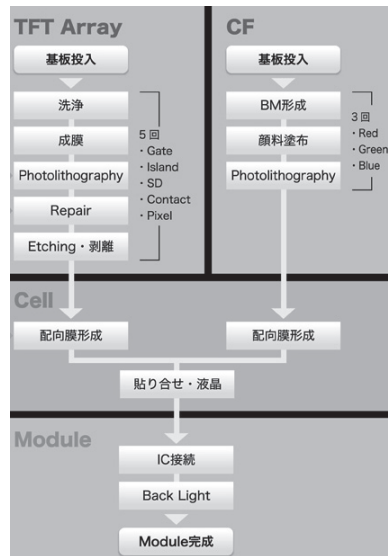 TFT Array
基板投入
洗浄
成膜
Photolithography
Repair
Etching・剥離
5回
・Gate
・Island
・SD
・Contact
・Pixel
CF
基板投入
BM形成
顔料塗布
Photolithography
3回
・Red
・Green
・Blue
Cell
配向膜形成
配向膜形成
貼り合せ・液晶
Module
IC接続
Back Light
Module完成